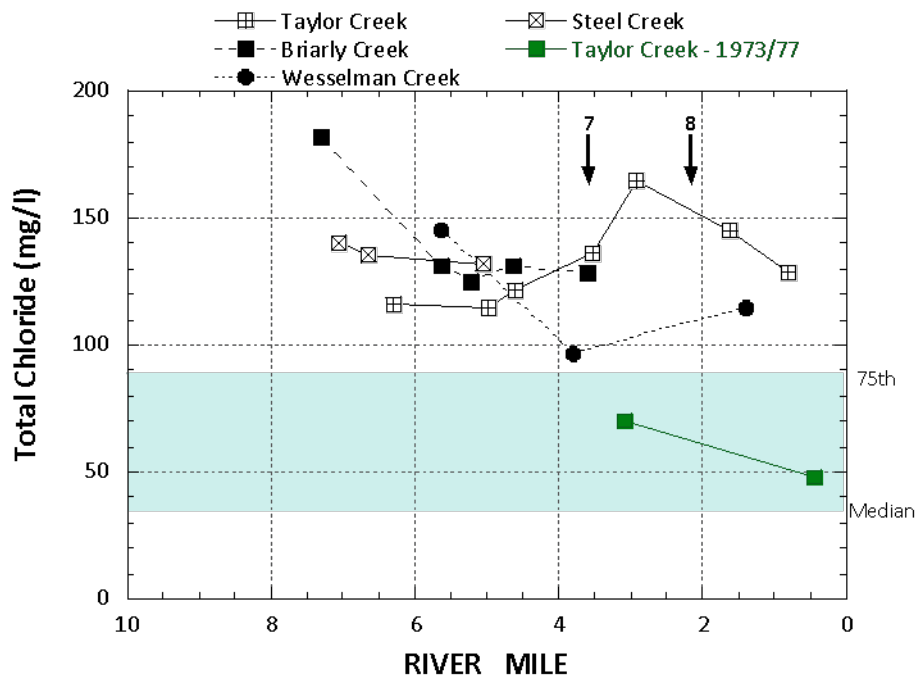 Taylor Creek
Steel Creek
Briarly Creek
Taylor Creek - 1973/77
Wesselman Creek
200
7
8
150
Total Chloride (mg/l)
100
75th
50
Median
0
10
8
6
4
2
0
RIVER MILE